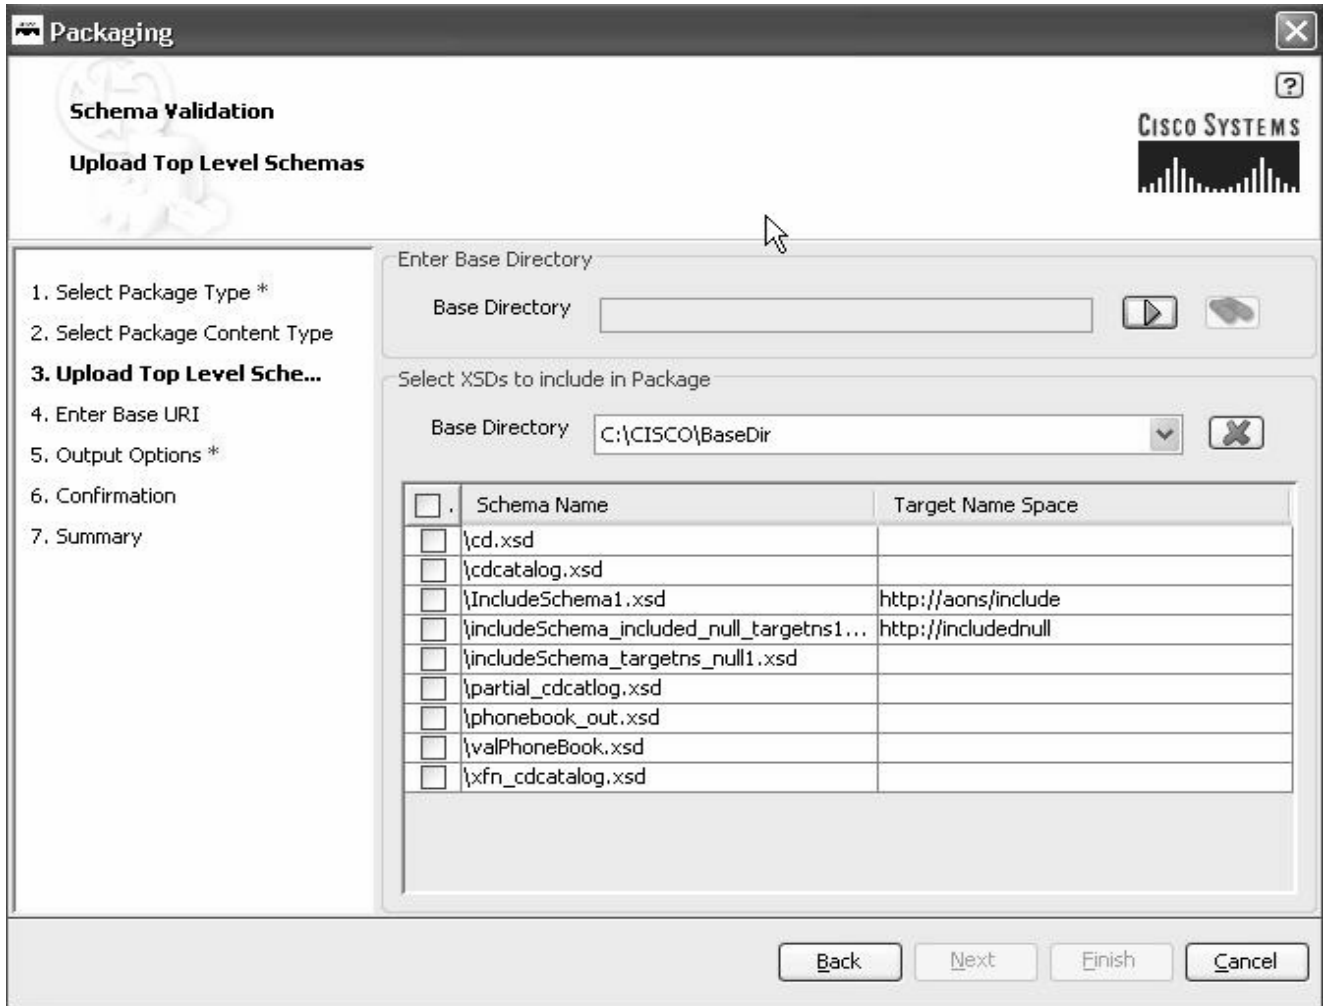 Packaging
?
Schema Validation
Upload Top Level Schemas
CISCO SYSTEMS
1. Select Package Type *
2. Select Package Content Type
3. Upload Top Level Sche...
4. Enter Base URI
5. Output Options *
6. Confirmation
7. Summary
Enter Base Directory
Base Directory
Select XSDs to include in Package
Base Directory C:\CISCO\BaseDir
. Schema Name Target Name Space
\cd.xsd
\cdcatalog.xsd
\IncludeSchema1.xsd http://aons/include
\includeSchema_included_null_targetns1... http://includednull
\includeSchema_targetns_null1.xsd
\partial_cdcatlog.xsd
\phonebook_out.xsd
\valPhoneBook.xsd
\xfn_cdcatalog.xsd
Back Next Finish Cancel